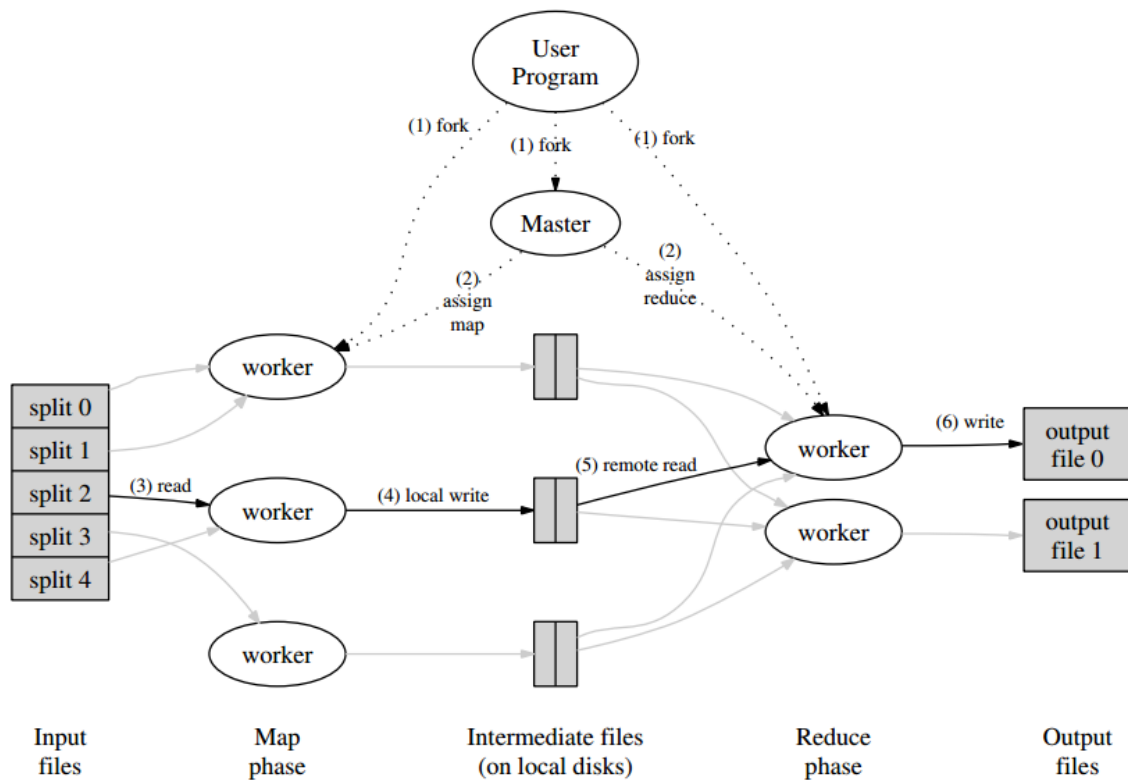 User
Program
(1) fork
(1) fork
(1) fork
Master
(2)
assign
map
(2)
assign
reduce
worker
split 0
split 1
split 2
split 3
split 4
(3) read
worker
(4) local write
(5) remote read
worker
(6) write
output
file 0
worker
output
file 1
worker
Input
files
Map
phase
Intermediate files
(on local disks)
Reduce
phase
Output
files